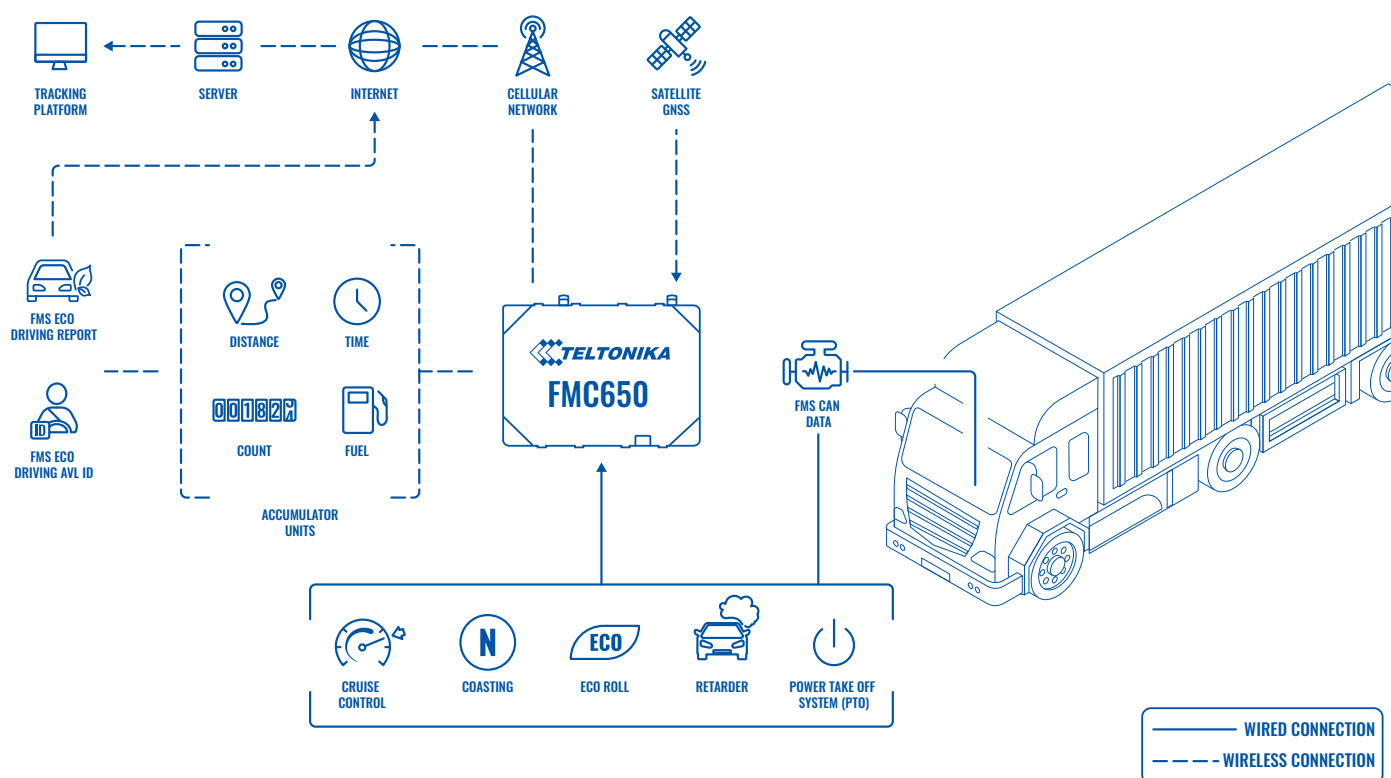 TRACKING
PLATFORM
SERVER
INTERNET
CELLULAR
NETWORK
SATELLITE
GNSS
FMS ECO
DRIVING REPORT
DISTANCE
TIME
TELTONIKA
FMC650
FMS CAN
DATA
ID
FMS ECO
DRIVING AVL ID
00182
COUNT
FUEL
ACCUMULATOR
UNITS
N
ECO
CRUISE
CONTROL
COASTING
ECO ROLL
RETARDER
POWER TAKE OFF
SYSTEM (PTO)
WIRED CONNECTION
WIRELESS CONNECTION